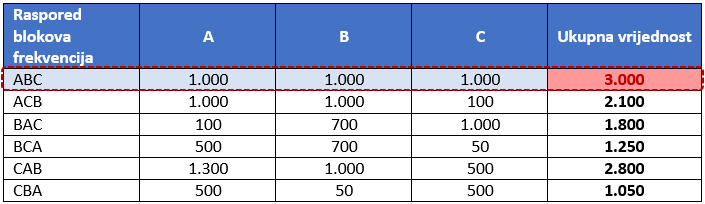 Raspored
blokova
frekvencija
A
B
C
Ukupna vrijednost
ABC 1.000 1.000 1.000 3.000
ACB 1.000 1.000 100 2.100
BAC 100 700 1.000 1.800
BCA 500 700 50 1.250
CAB 1.300 1.000 500 2.800
CBA 500 50 500 1.050